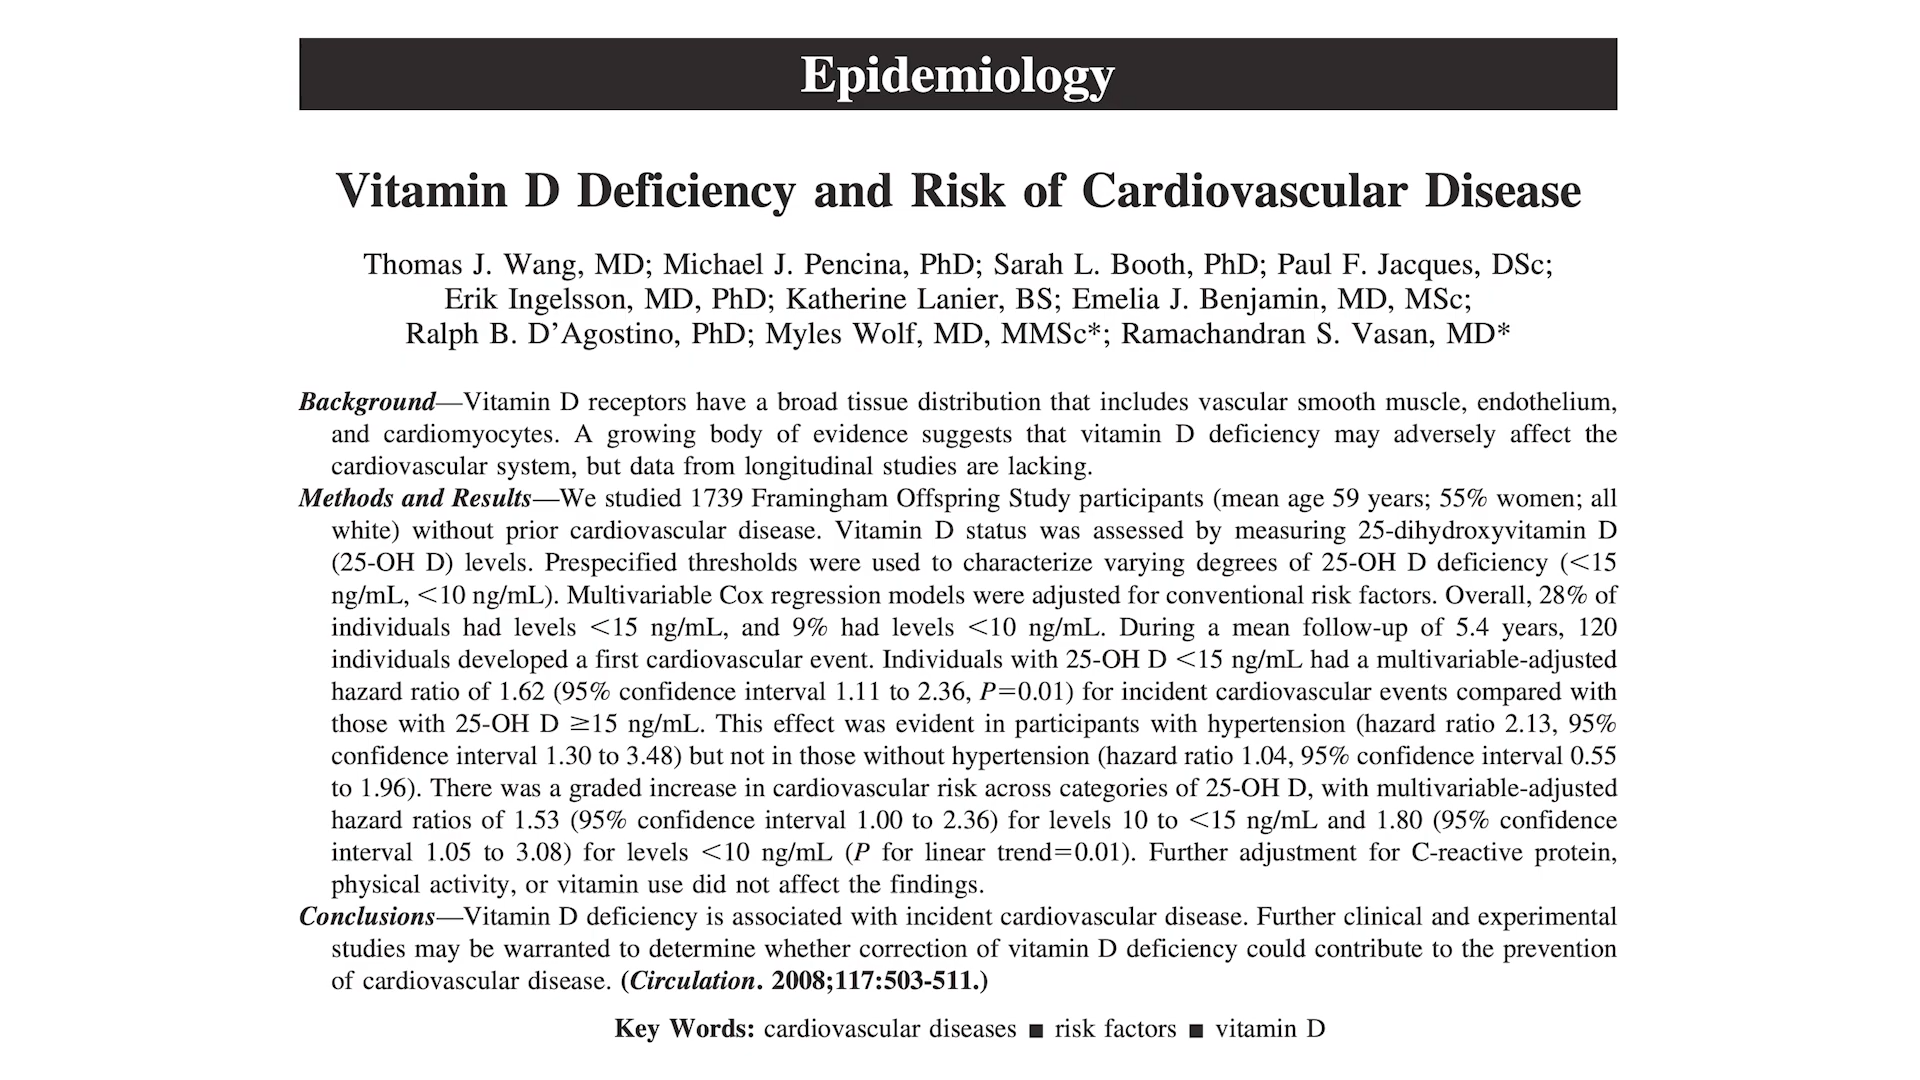 Epidemiology
Vitamin D Deficiency and Risk of Cardiovascular Disease
Thomas J. Wang, MD; Michael J. Pencina, PhD; Sarah L. Booth, PhD; Paul F. Jacques, DSc;
Erik Ingelsson, MD, PhD; Katherine Lanier, BS; Emelia J. Benjamin, MD, MSc;
Ralph B. D’Agostino, PhD; Myles Wolf, MD, MMSc*; Ramachandran S. Vasan, MD*
Background—Vitamin D receptors have a broad tissue distribution that includes vascular smooth muscle, endothelium,
and cardiomyocytes. A growing body of evidence suggests that vitamin D deficiency may adversely affect the
cardiovascular system, but data from longitudinal studies are lacking.
Methods and Results—We studied 1739 Framingham Offspring Study participants (mean age 59 years; 55% women; all
white) without prior cardiovascular disease. Vitamin D status was assessed by measuring 25-dihydroxyvitamin D
(25-OH D) levels. Prespecified thresholds were used to characterize varying degrees of 25-OH D deficiency (<15
ng/mL, <10 ng/mL). Multivariable Cox regression models were adjusted for conventional risk factors. Overall, 28% of
individuals had levels <15 ng/mL, and 9% had levels <10 ng/mL. During a mean follow-up of 5.4 years, 120
individuals developed a first cardiovascular event. Individuals with 25-OH D <15 ng/mL had a multivariable-adjusted
hazard ratio of 1.62 (95% confidence interval 1.11 to 2.36, P=0.01) for incident cardiovascular events compared with
those with 25-OH D ≥15 ng/mL. This effect was evident in participants with hypertension (hazard ratio 2.13, 95%
confidence interval 1.30 to 3.48) but not in those without hypertension (hazard ratio 1.04, 95% confidence interval 0.55
to 1.96). There was a graded increase in cardiovascular risk across categories of 25-OH D, with multivariable-adjusted
hazard ratios of 1.53 (95% confidence interval 1.00 to 2.36) for levels 10 to <15 ng/mL and 1.80 (95% confidence
interval 1.05 to 3.08) for levels <10 ng/mL (P for linear trend=0.01). Further adjustment for C-reactive protein,
physical activity, or vitamin use did not affect the findings.
Conclusions—Vitamin D deficiency is associated with incident cardiovascular disease. Further clinical and experimental
studies may be warranted to determine whether correction of vitamin D deficiency could contribute to the prevention
of cardiovascular disease. (Circulation. 2008;117:503-511.)
Key Words: cardiovascular diseases ■ risk factors ■ vitamin D